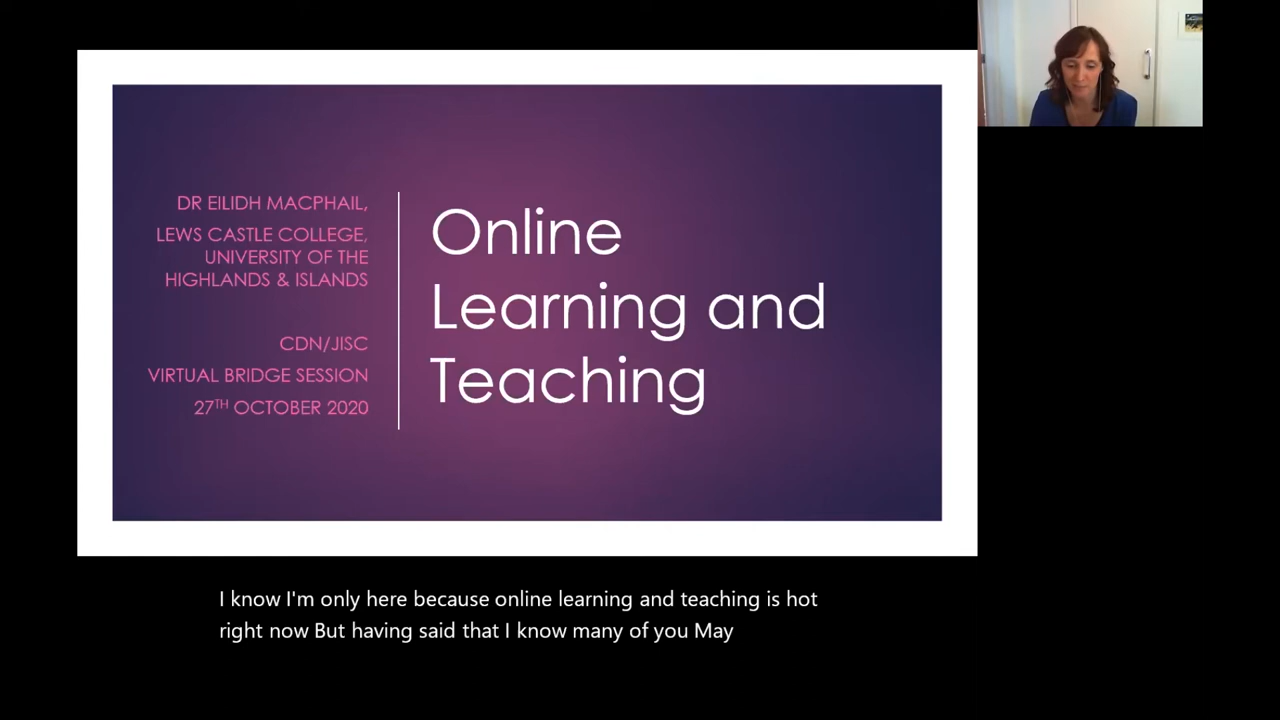 DR EILIDH MACPHAIL,
LEWS CASTLE COLLEGE,
UNIVERSITY OF THE
HIGHLANDS & ISLANDS
CDN/JISC
VIRTUAL BRIDGE SESSION
27TH OCTOBER 2020
Online
Learning and
Teaching
I know I'm only here because online learning and teaching is hot
right now But having said that I know many of you May